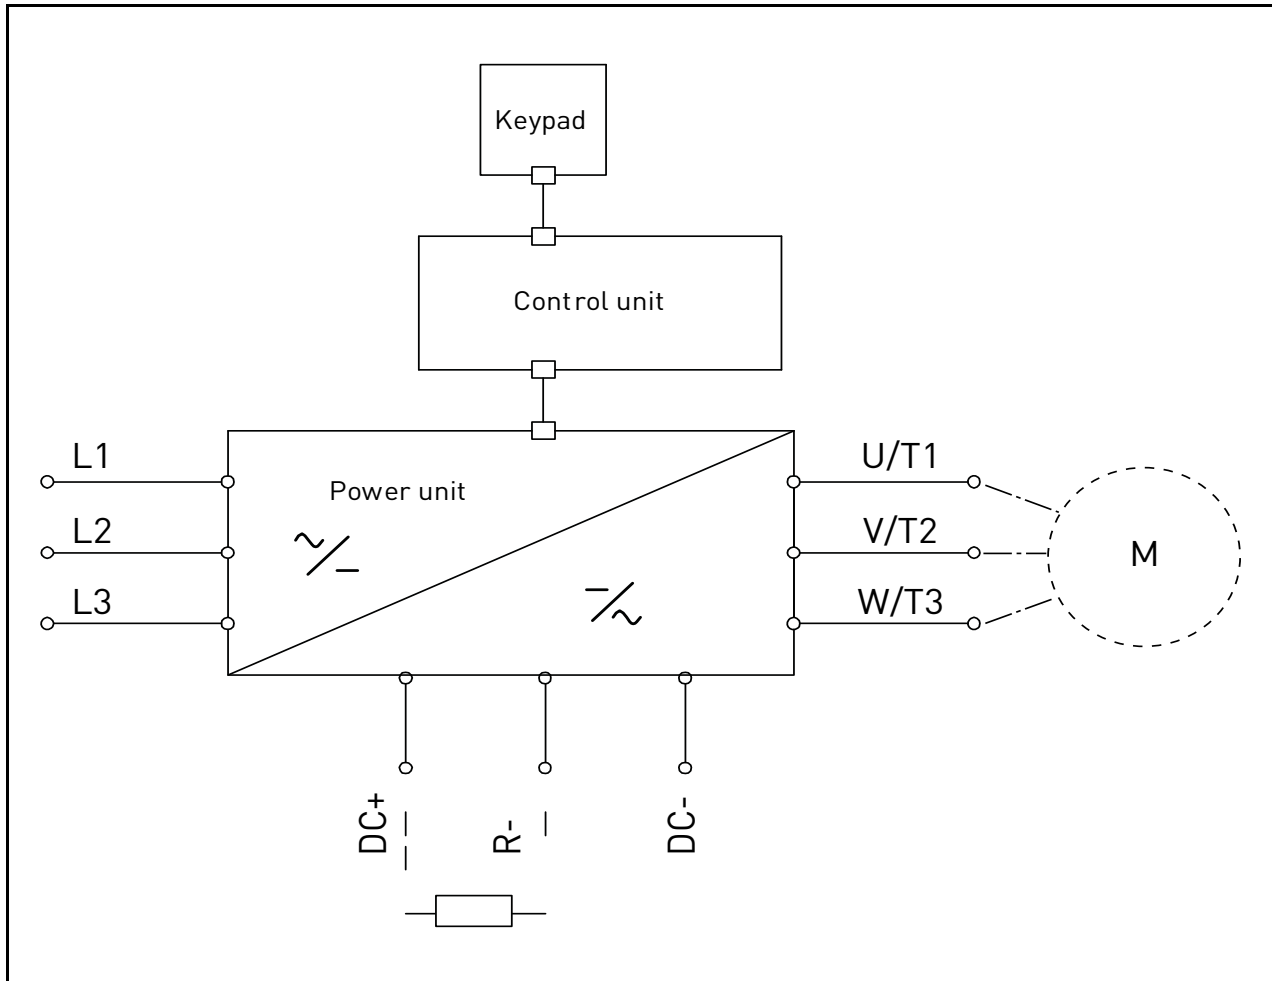 Keypad
Control unit
L1
U/T1
Power unit
L2
V/T2
M
L3
W/T3
DC+
R-
DC-